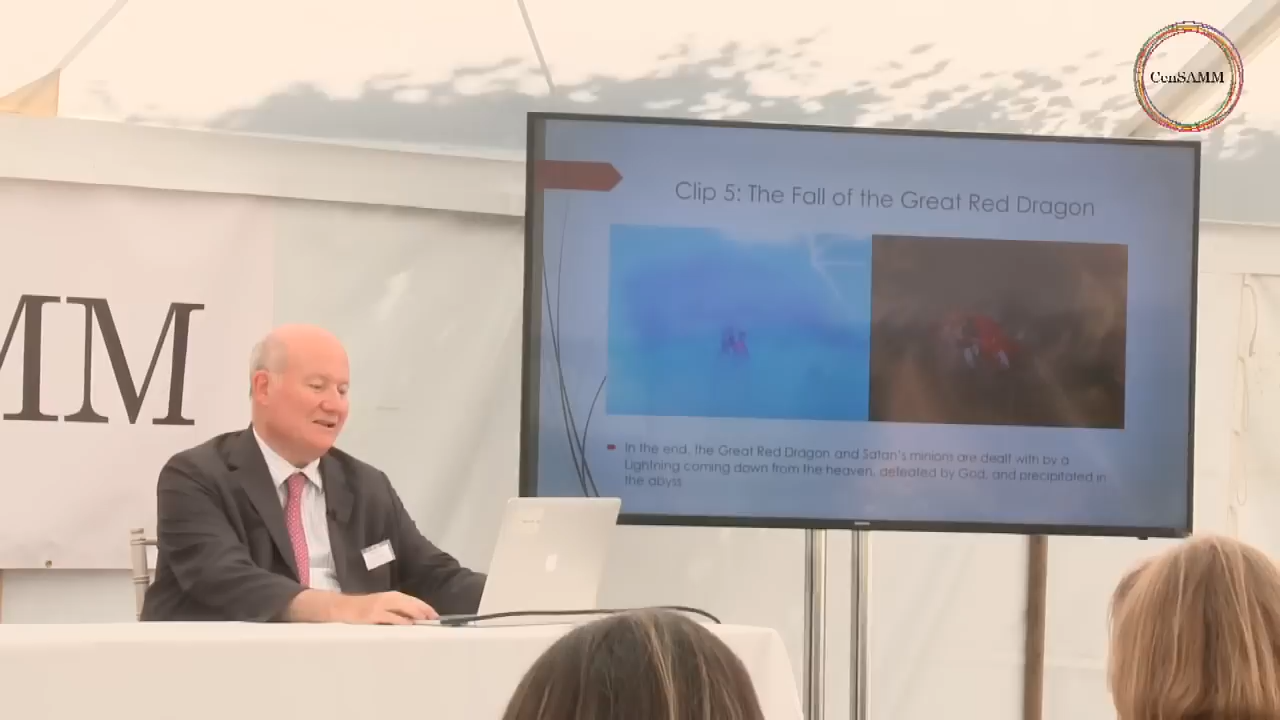 CenSAMM
Clip 5: The Fall of the Great Red Dragon
MM
In the end, the Great Red Dragon and Satan's minions are dealt with by a
Lightning coming down from the heaven, defeated by God, and precipitated in
the abyss